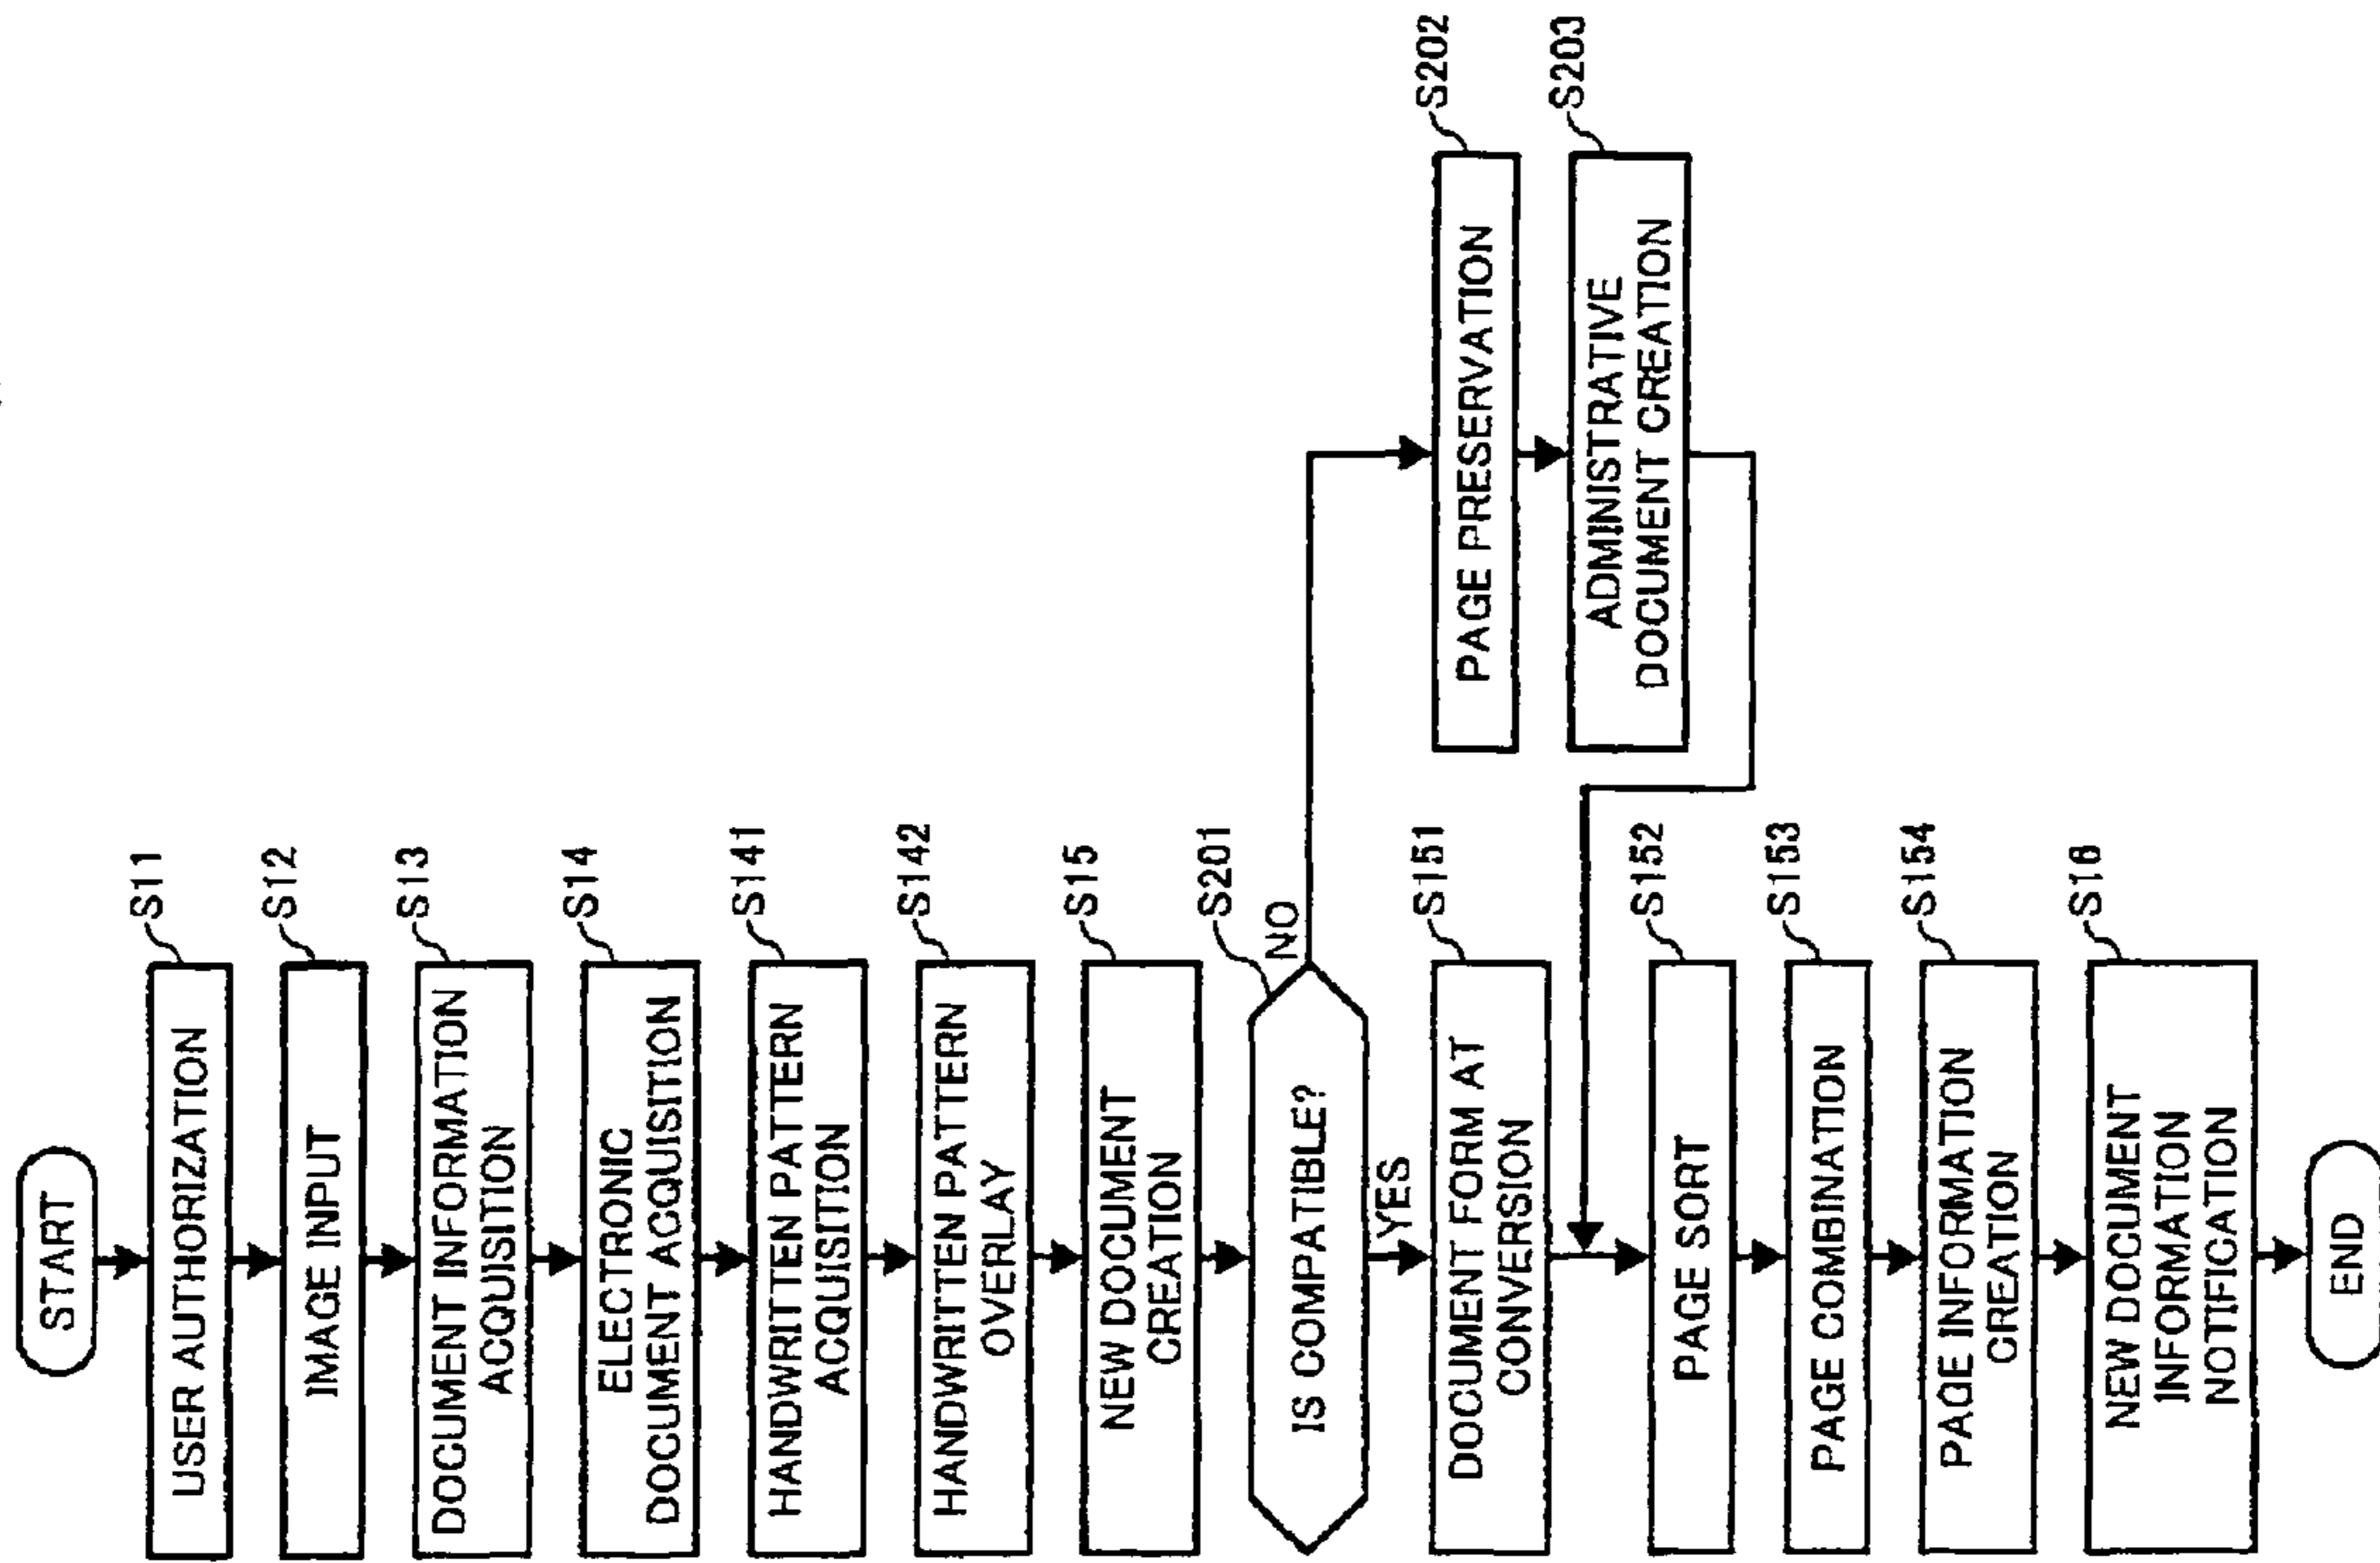 START
S11
USER AUTHORIZATION
S12
IMAGE INPUT
S13
DOCUMENT INFORMATION
ACQUISITION
S14
ELECTRONIC
DOCUMENT ACQUISITION
S141
HANDWRITTEN PATTERN
ACQUISITION
S142
HANDWRITTEN PATTERN
OVERLAY
S15
NEW DOCUMENT
CREATION
S201
IS COMPATIBLE?
NO
YES
S202
PAGE PRESERVATION
S203
ADMINISTRATIVE
DOCUMENT CREATION
S151
DOCUMENT FORM AT
CONVERSION
S152
PAGE SORT
S153
PAGE COMBINATION
S154
PAGE INFORMATION
CREATION
S16
NEW DOCUMENT
INFORMATION
NOTIFICATION
END